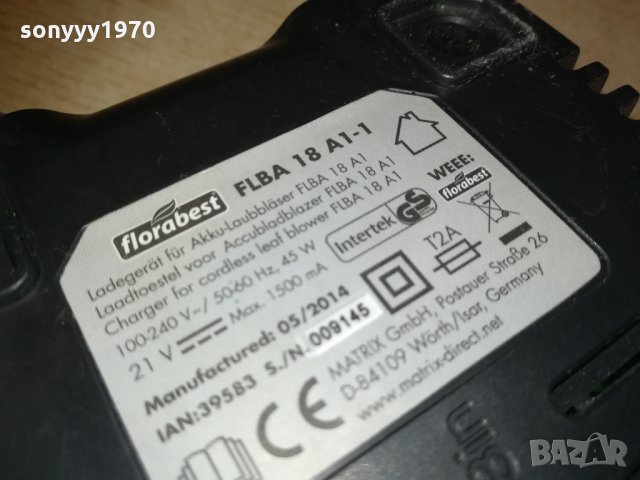 sonyyy1970
florabest FLBA 18 A1-1
Ladegerät für Akku-Laubbläser FLBA 18 A1
Laadtoestel voor Accubladblazer FLBA 18 A1
Charger for cordless leaf blower FLBA 18 A1
100-240 V~/ 50-60 Hz, 45 W
21 V Max. 1500 mA
Intertek GS
WEEE:
florabest
T2A
Manufactured: 05/2014
IAN:39583 S./N. 009145
MATRIX GmbH, Postauer Straße 26
D-84109 Wörth/Isar, Germany
www.matrix-direct.net
CE
BAZAR